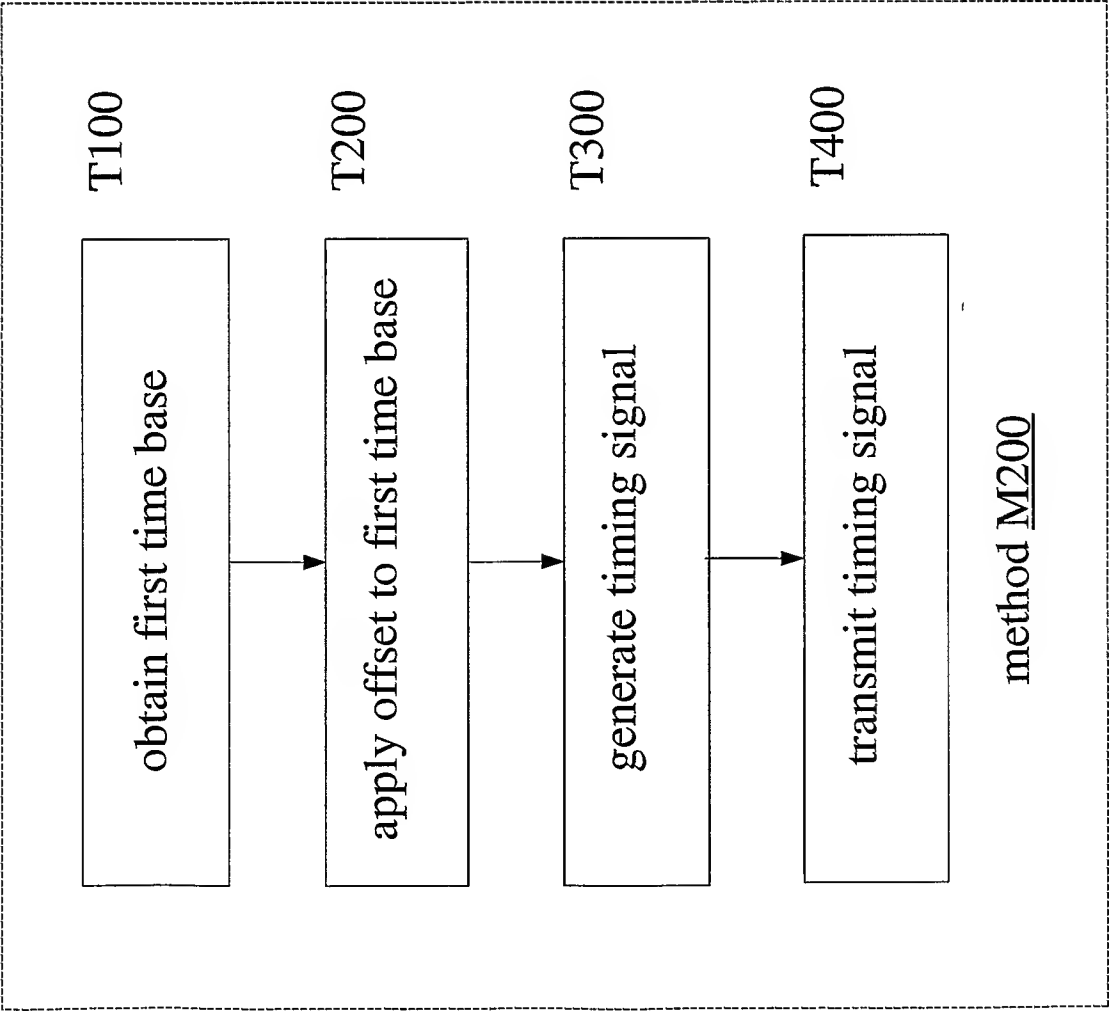 obtain first time base T100
apply offset to first time base T200
generate timing signal T300
transmit timing signal T400
method M200